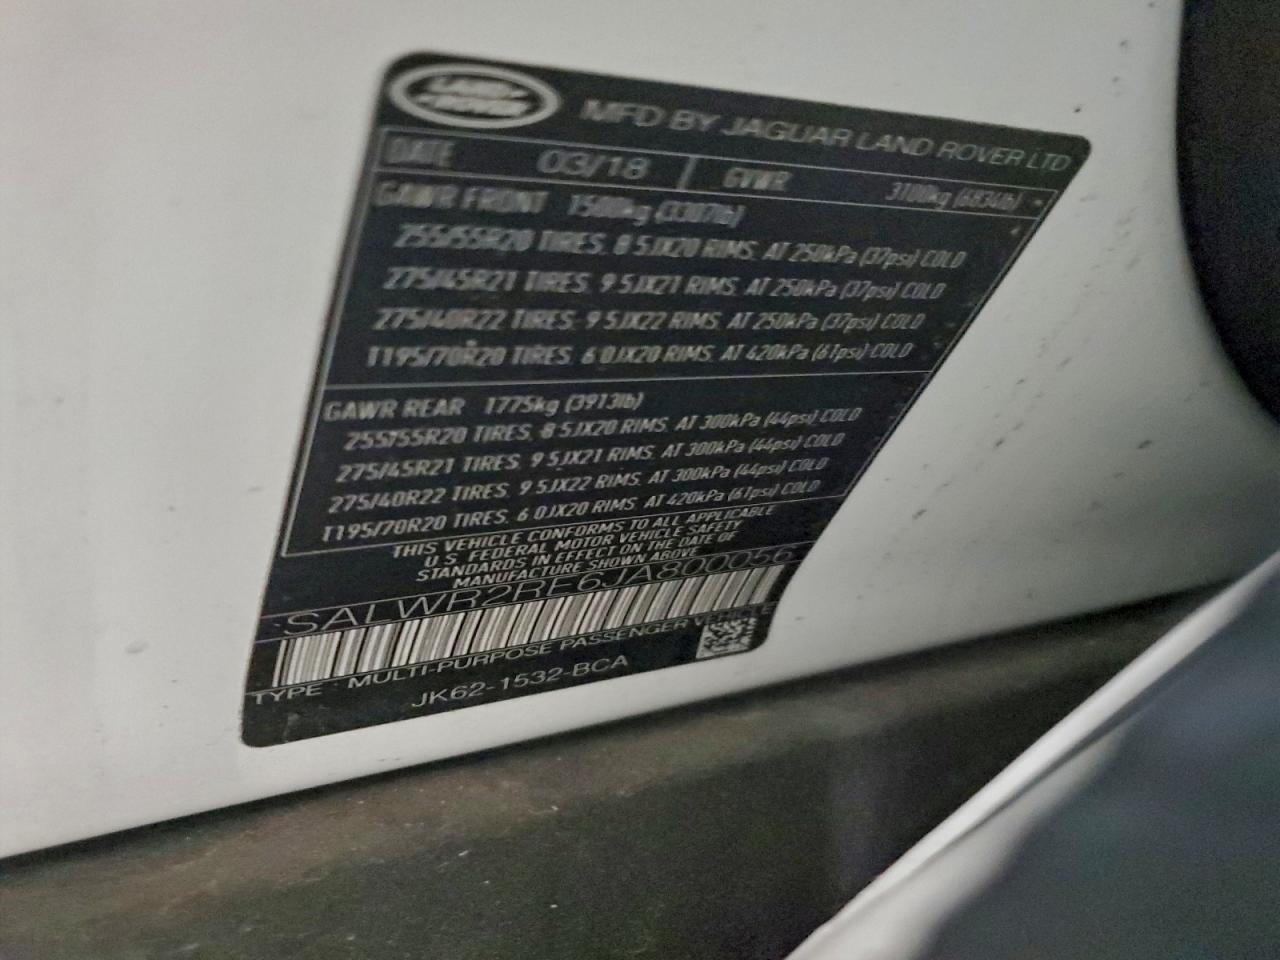 LAND ROVER
MFD BY JAGUAR LAND ROVER LTD
DATE 03/18 GVWR 3100kg (6834lb)
GAWR FRONT 1500kg (3307lb)
255/55R20 TIRES, 8.5JX20 RIMS, AT 250kPa (37psi) COLD
275/45R21 TIRES, 9.5JX21 RIMS, AT 250kPa (37psi) COLD
275/40R22 TIRES, 9.5JX22 RIMS, AT 250kPa (37psi) COLD
T195/70R20 TIRES, 6.0JX20 RIMS, AT 420kPa (61psi) COLD
GAWR REAR 1775kg (3913lb)
255/55R20 TIRES, 8.5JX20 RIMS, AT 300kPa (44psi) COLD
275/45R21 TIRES, 9.5JX21 RIMS, AT 300kPa (44psi) COLD
275/40R22 TIRES, 9.5JX22 RIMS, AT 300kPa (44psi) COLD
T195/70R20 TIRES, 6.0JX20 RIMS, AT 420kPa (61psi) COLD
THIS VEHICLE CONFORMS TO ALL APPLICABLE
U.S. FEDERAL MOTOR VEHICLE SAFETY
STANDARDS IN EFFECT ON THE DATE OF
MANUFACTURE SHOWN ABOVE
SALWR2RE6JA800056
TYPE : MULTI-PURPOSE PASSENGER VEHICLE
JK62-1532-BCA